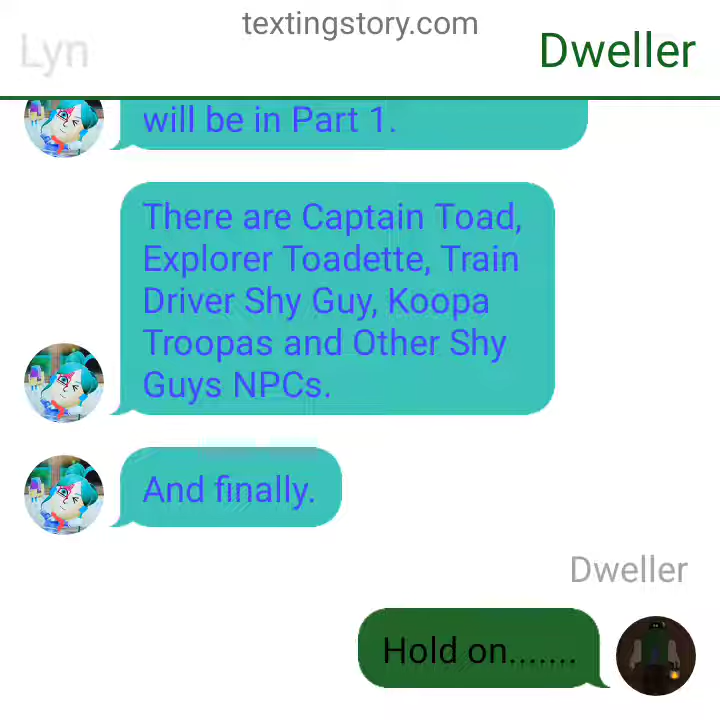 textingstory.com
Lyn
Dweller
will be in Part 1.
There are Captain Toad,
Explorer Toadette, Train
Driver Shy Guy, Koopa
Troopas and Other Shy
Guys NPCs.
And finally.
Dweller
Hold on.......